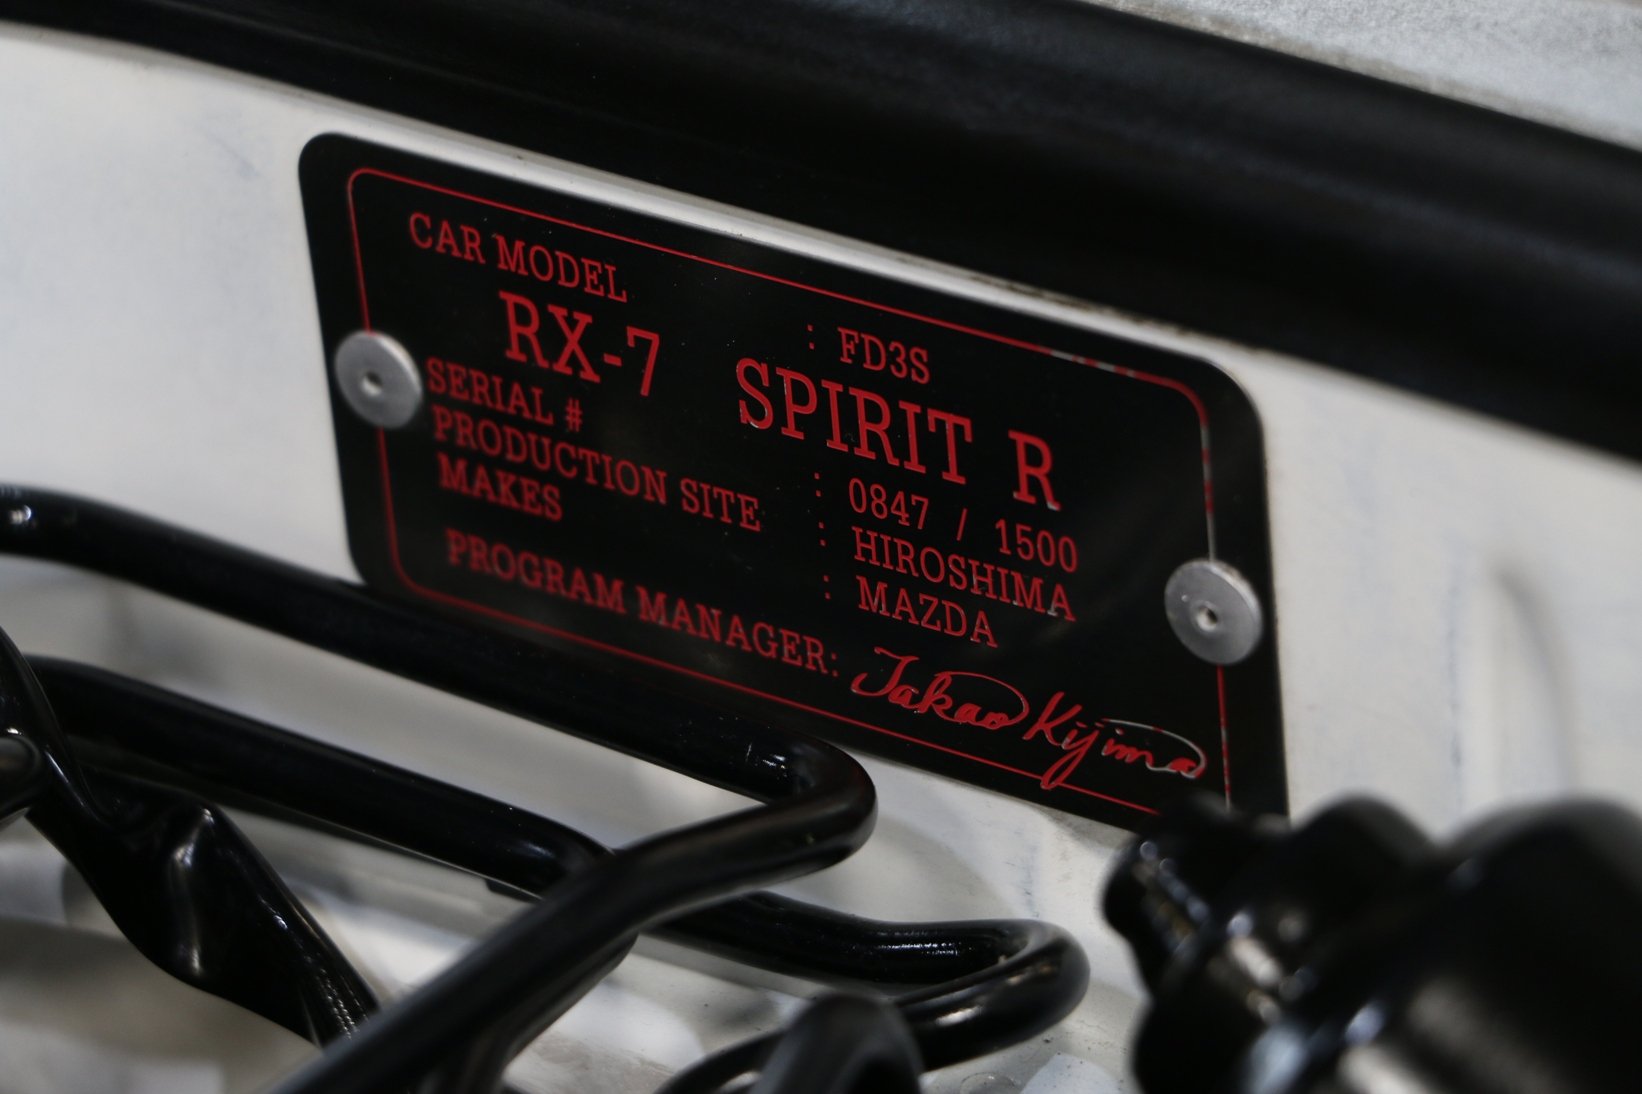 CAR MODEL : FD3S
RX-7 SPIRIT R
SERIAL # : 0847 / 1500
PRODUCTION SITE : HIROSHIMA
MAKES : MAZDA
PROGRAM MANAGER: Takao Kijima